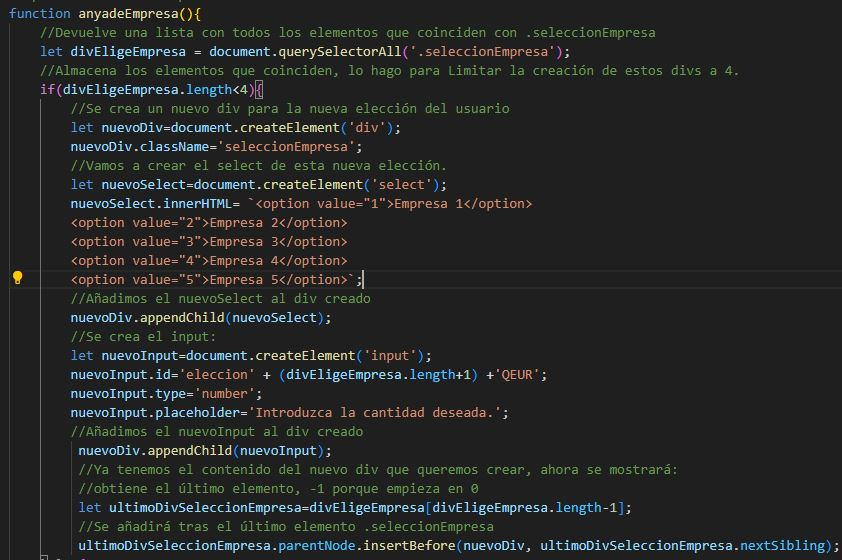 function anyadeEmpresa(){
//Devuelve una lista con todos los elementos que coinciden con .seleccionEmpresa
let divEligeEmpresa = document.querySelectorAll('.seleccionEmpresa');
//Almacena los elementos que coinciden, lo hago para Limitar la creación de estos divs a 4.
if(divEligeEmpresa.length<4){
//Se crea un nuevo div para la nueva elección del usuario
let nuevoDiv=document.createElement('div');
nuevoDiv.className='seleccionEmpresa';
//Vamos a crear el select de esta nueva elección.
let nuevoSelect=document.createElement('select');
nuevoSelect.innerHTML= `<option value="1">Empresa 1</option>
<option value="2">Empresa 2</option>
<option value="3">Empresa 3</option>
<option value="4">Empresa 4</option>
<option value="5">Empresa 5</option>`;
//Añadimos el nuevoSelect al div creado
nuevoDiv.appendChild(nuevoSelect);
//Se crea el input:
let nuevoInput=document.createElement('input');
nuevoInput.id='eleccion' + (divEligeEmpresa.length+1) +'QEUR';
nuevoInput.type='number';
nuevoInput.placeholder='Introduzca la cantidad deseada.';
//Añadimos el nuevoInput al div creado
nuevoDiv.appendChild(nuevoInput);
//Ya tenemos el contenido del nuevo div que queremos crear, ahora se mostrará:
//obtiene el último elemento, -1 porque empieza en 0
let ultimoDivSeleccionEmpresa=divEligeEmpresa[divEligeEmpresa.length-1];
//Se añadirá tras el último elemento .seleccionEmpresa
ultimoDivSeleccionEmpresa.parentNode.insertBefore(nuevoDiv, ultimoDivSeleccionEmpresa.nextSibling);